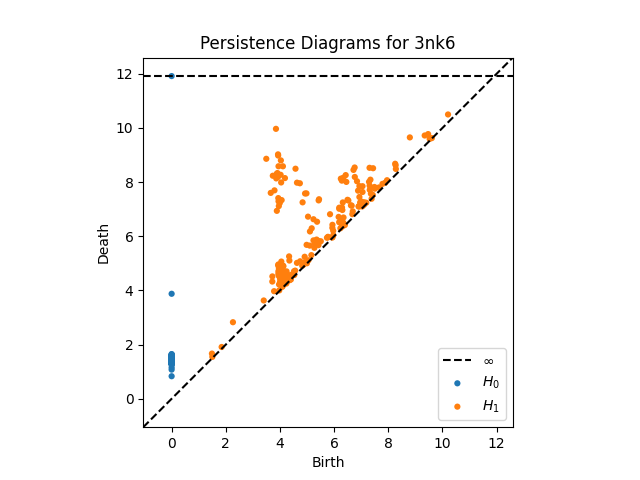 Persistence Diagrams for 3nk6
12
10
8
6
4
2
0
Death
0 2 4 6 8 10 12
Birth
∞
H₀
H₁